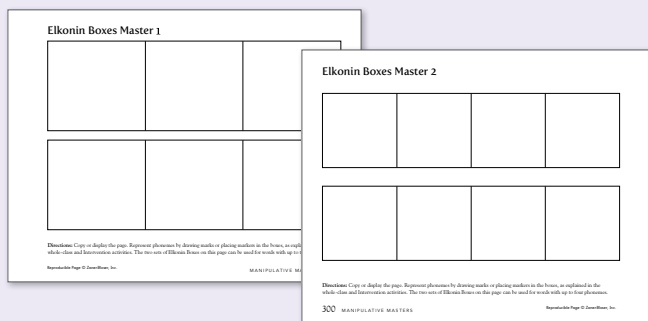 Elkonin Boxes Master 1
Directions: Copy or display the page. Represent phonemes by drawing marks or placing markers in the boxes, as
whole-class and Intervention activities. The two sets of Elkonin Boxes on this page can be used for words with up to
Reproducible Page © Zaner-Bloser, Inc.
MANIPULATIVE
Elkonin Boxes Master 2
Directions: Copy or display the page. Represent phonemes by drawing marks or placing markers in the boxes, as explained in the
whole-class and Intervention activities. The two sets of Elkonin Boxes on this page can be used for words with up to four phonemes.
300 MANIPULATIVE MASTERS
Reproducible Page © Zaner-Bloser, Inc.